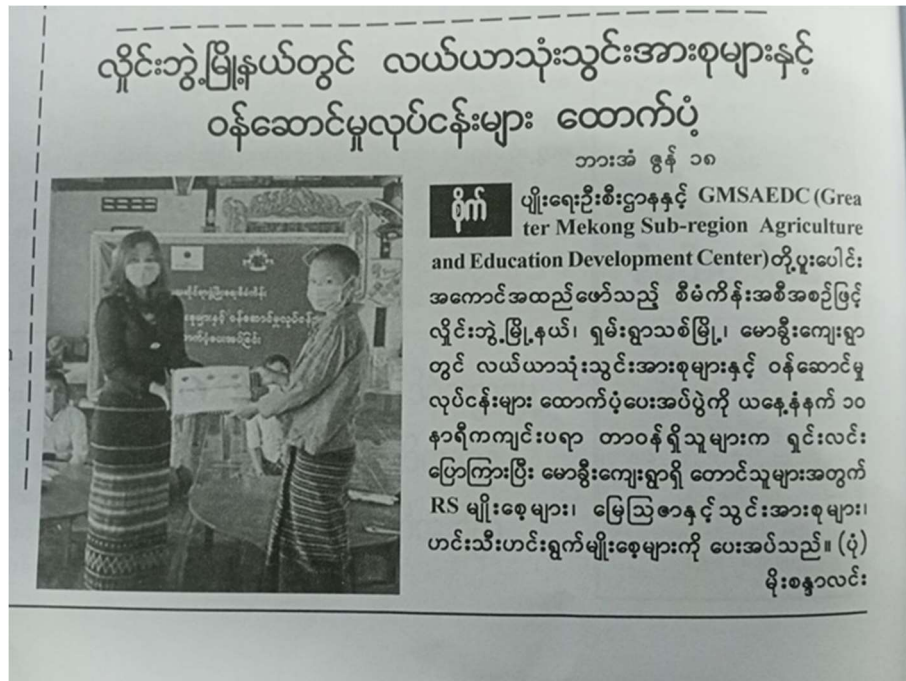 လှိုင်းဘွဲ့မြို့နယ်တွင် လယ်ယာသုံးသွင်းအားစုများနှင့်
ဝန်ဆောင်မှုလုပ်ငန်းများ ထောက်ပံ့
ဘားအံ ဇွန် ၁၈
စိုက် ပျိုးရေးဦးစီးဌာနနှင့် GMSAEDC (Grea
ter Mekong Sub-region Agriculture
and Education Development Center)တို့ပူးပေါင်း
အကောင်အထည်ဖော်သည့် စီမံကိန်းအစီအစဉ်ဖြင့်
လှိုင်းဘွဲ့မြို့နယ်၊ ရှမ်းရွာသစ်မြို့၊ မောခွီးကျေးရွာ
တွင် လယ်ယာသုံးသွင်းအားစုများနှင့် ဝန်ဆောင်မှု
လုပ်ငန်းများ ထောက်ပံ့ပေးအပ်ပွဲကို ယနေ့နံနက် ၁၀
နာရီကကျင်းပရာ တာဝန်ရှိသူများက ရှင်းလင်း
ပြောကြားပြီး မောခွီးကျေးရွာရှိ တောင်သူများအတွက်
RS မျိုးစေ့များ၊ မြေဩဇာနှင့်သွင်းအားစုများ၊
ဟင်းသီးဟင်းရွက်မျိုးစေ့များကို ပေးအပ်သည်။ (ပုံ)
မိုးစန္ဒာလင်း